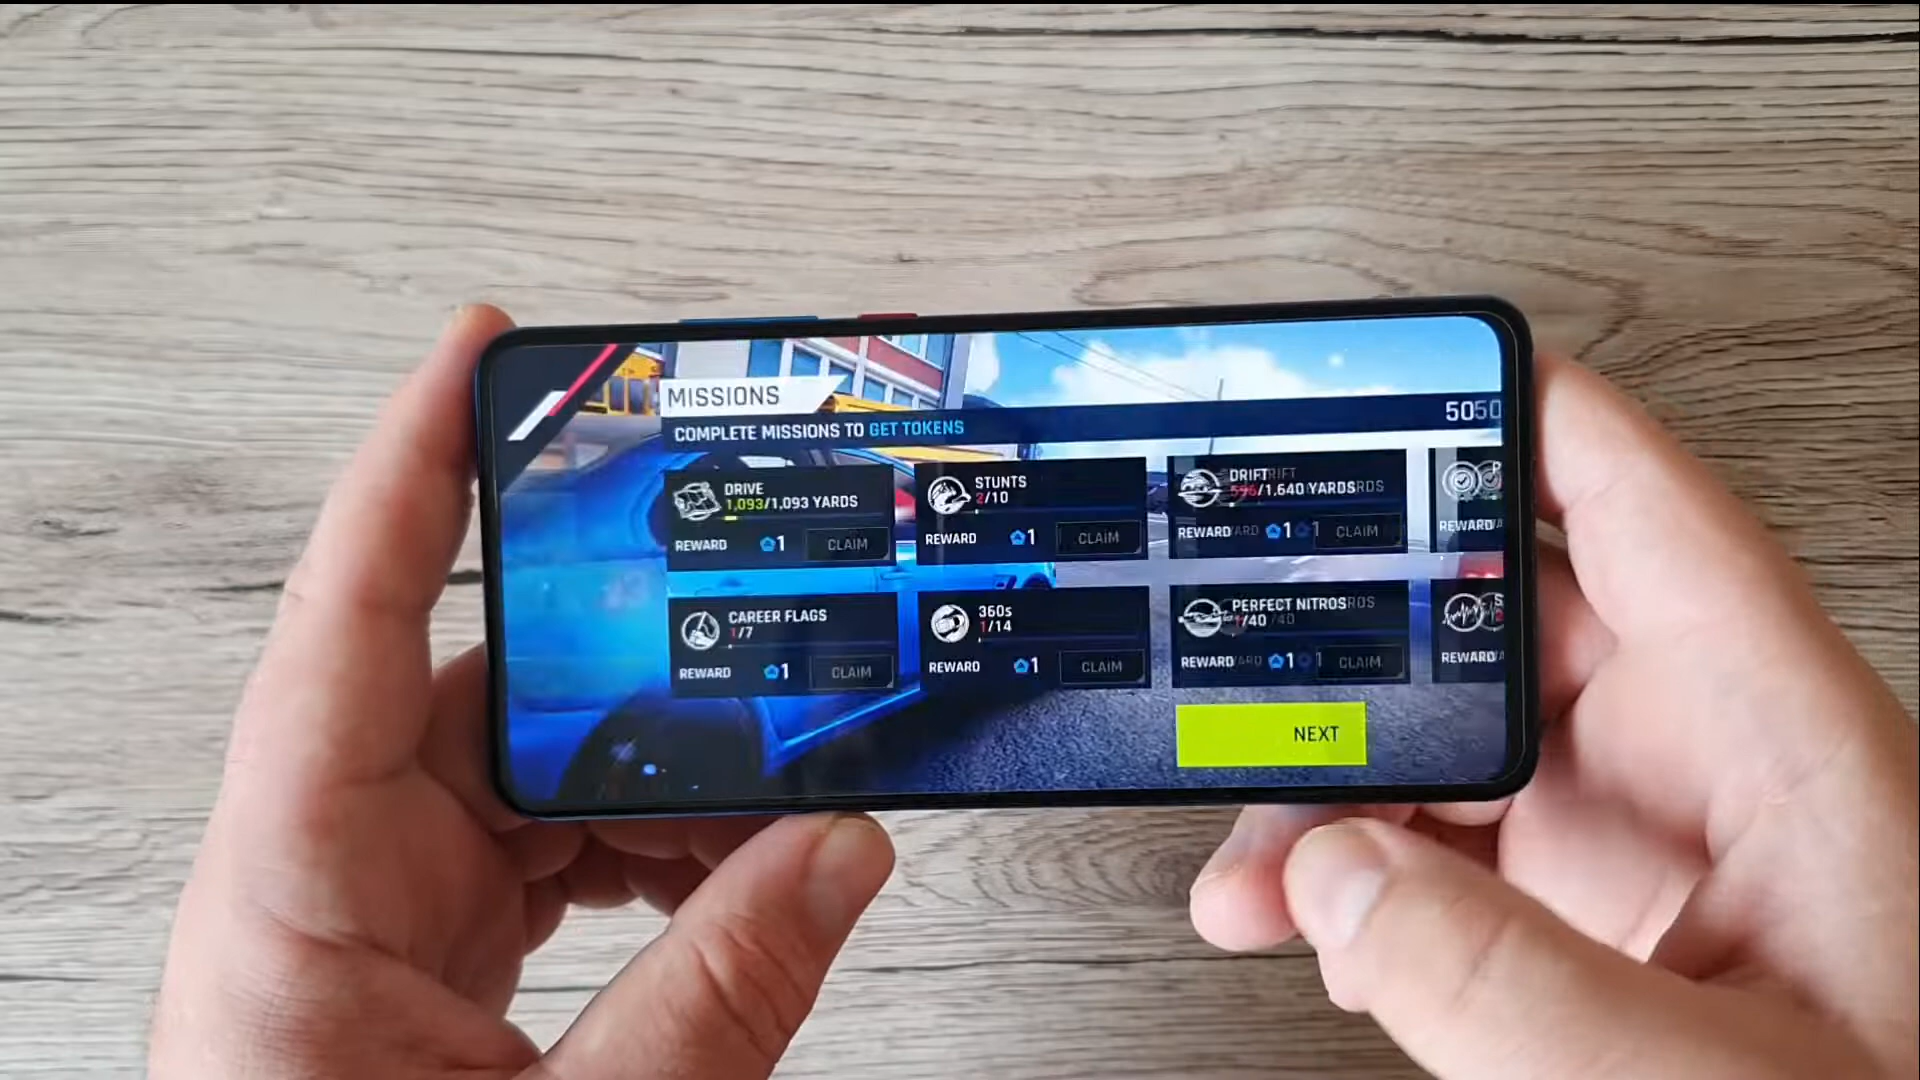 MISSIONS
COMPLETE MISSIONS TO GET TOKENS
5050
DRIVE
1,093/1,093 YARDS
REWARD 1 CLAIM
STUNTS
2/10
REWARD 1 CLAIM
DRIFT
596/1,640 YARDS
REWARD 1 CLAIM
REWARD
CAREER FLAGS
1/7
REWARD 1 CLAIM
360s
1/14
REWARD 1 CLAIM
PERFECT NITROS
1/40
REWARD 1 CLAIM
REWARD
NEXT